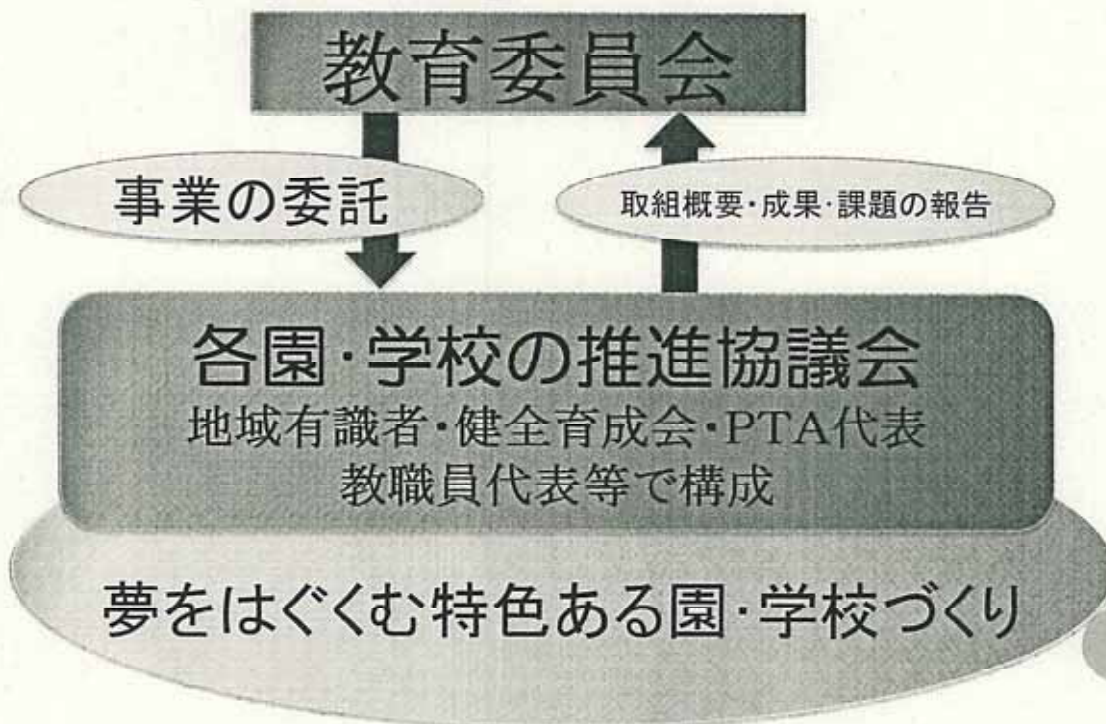 教育委員会
事業の委託
取組概要・成果・課題の報告
各園・学校の推進協議会
地域有識者・健全育成会・PTA代表
教職員代表等で構成
夢をはぐくむ特色ある園・学校づくり